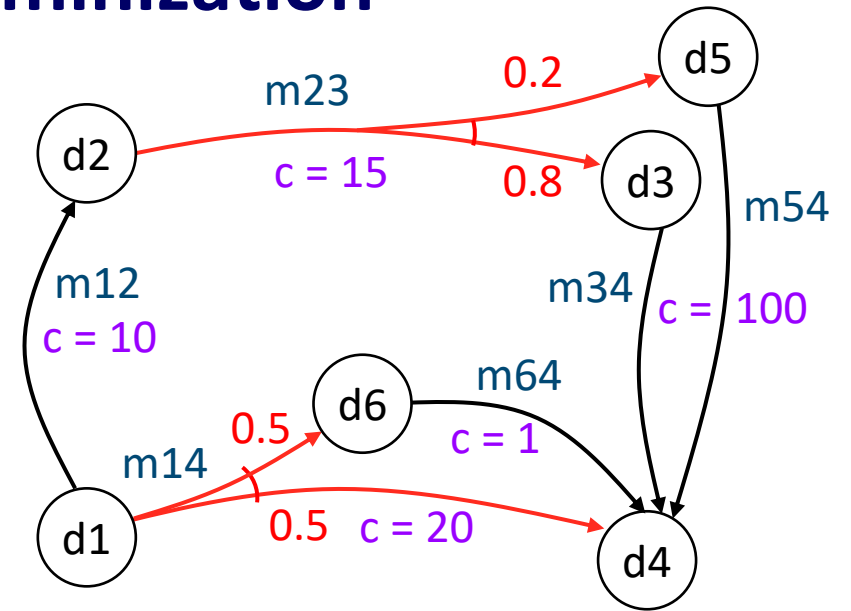 d5
0.2
m23
d2
c = 15
0.8
d3
m54
m12
m34
c = 100
c = 10
m64
d6
0.5
c = 1
m14
0.5 c = 20
d1
d4